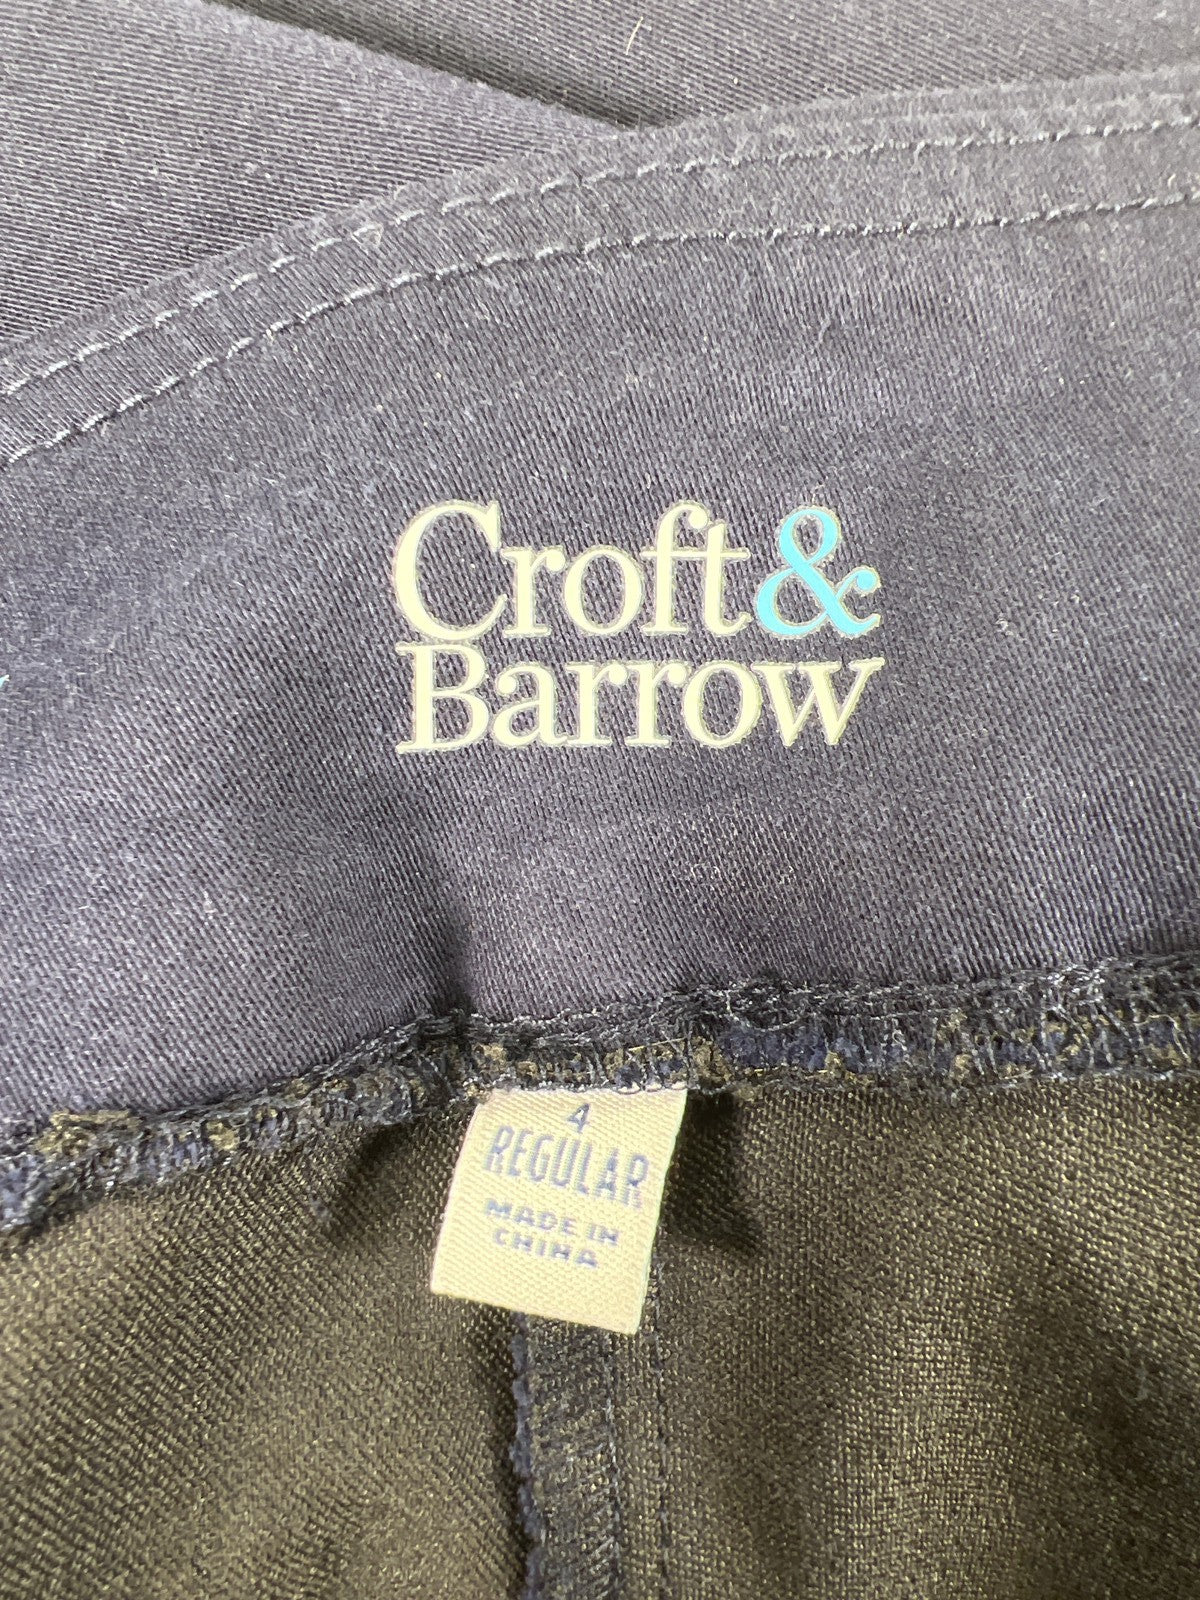 Croft&
Barrow
4
REGULAR
MADE IN
CHINA